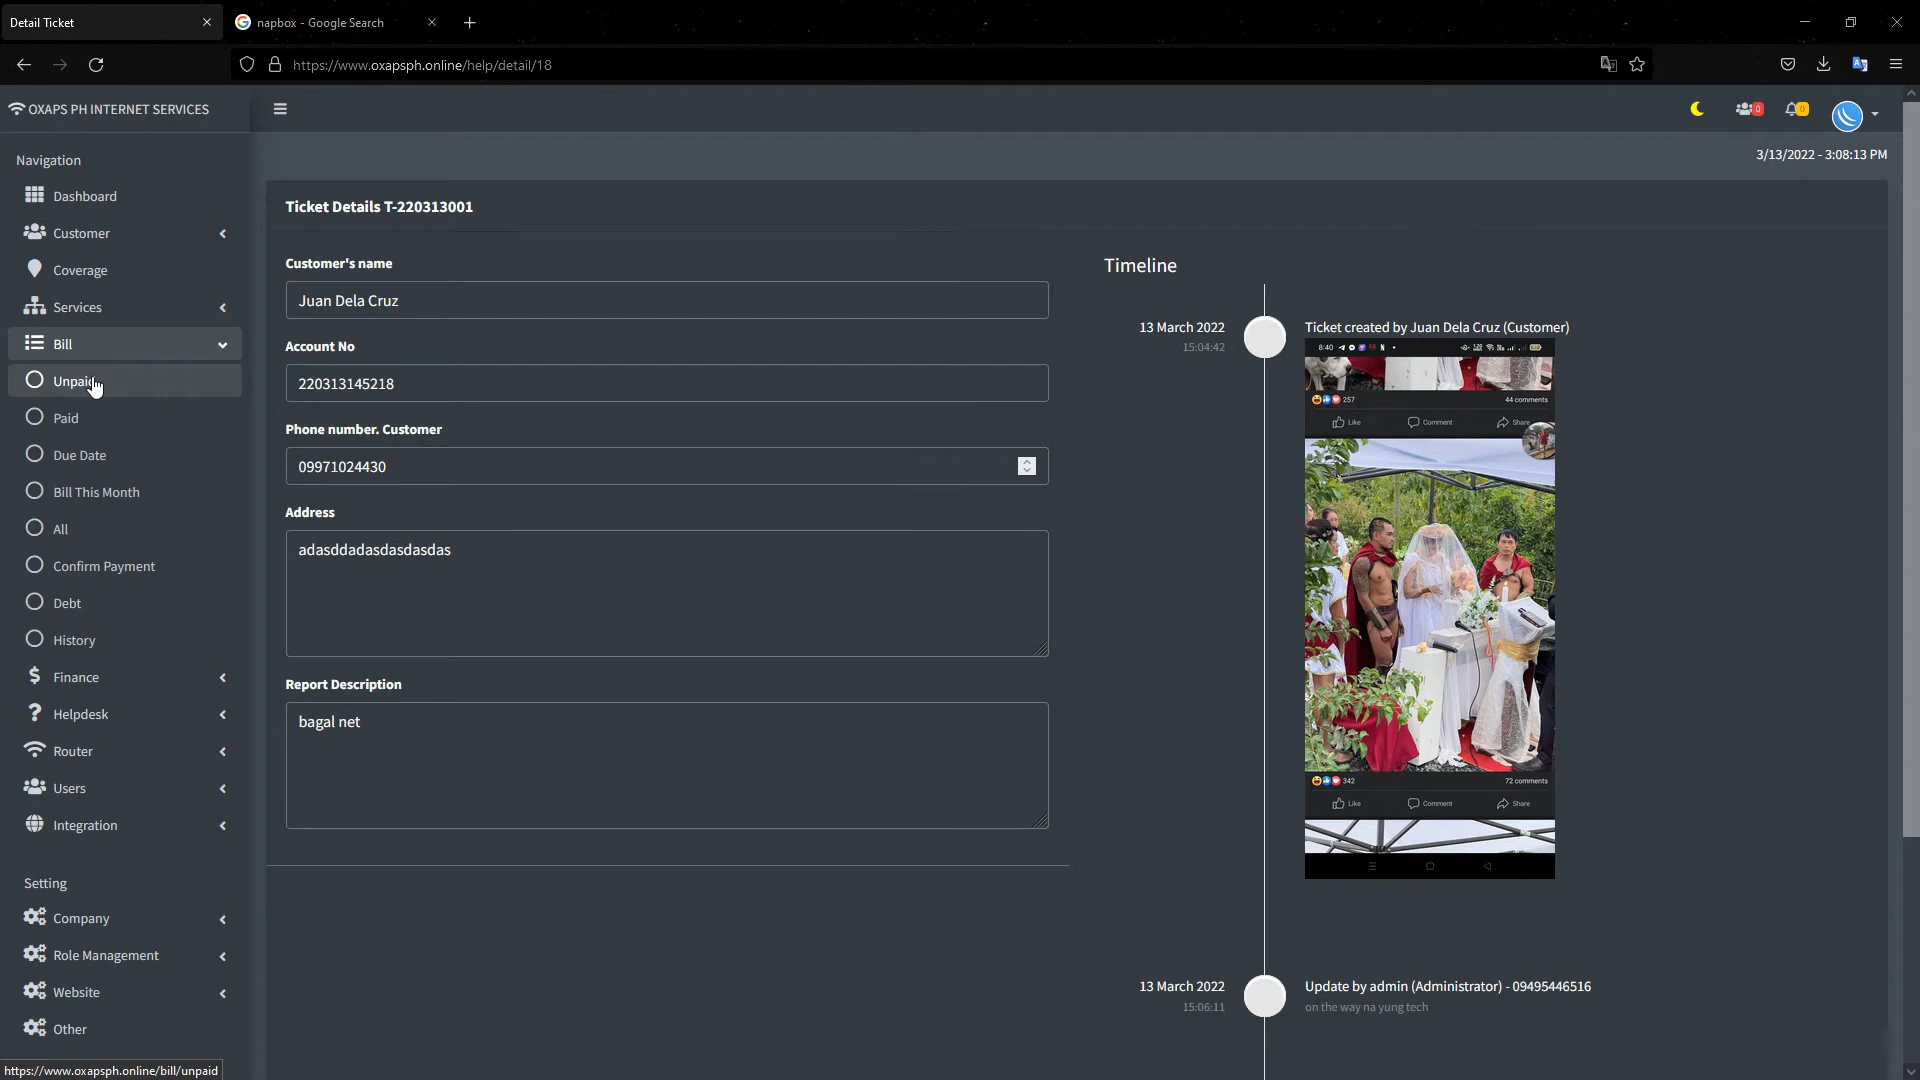 Detail Ticket
napbox - Google Search
https://www.oxapsph.online/help/detail/18
OXAPS PH INTERNET SERVICES
0
0
3/13/2022 - 3:08:13 PM
Navigation
Dashboard
Customer
Coverage
Services
Bill
Unpaid
Paid
Due Date
Bill This Month
All
Confirm Payment
Debt
History
Finance
Helpdesk
Router
Users
Integration
Setting
Company
Role Management
Website
Other
Ticket Details T-220313001
Customer's name
Juan Dela Cruz
Account No
220313145218
Phone number. Customer
09971024430
Address
adasddadasdasdasdas
Report Description
bagal net
Timeline
13 March 2022
15:04:42
Ticket created by Juan Dela Cruz (Customer)
8:40
257
44 comments
Like
Comment
Share
342
72 comments
Like
Comment
Share
13 March 2022
15:06:11
Update by admin (Administrator) - 09495446516
on the way na yung tech
https://www.oxapsph.online/bill/unpaid